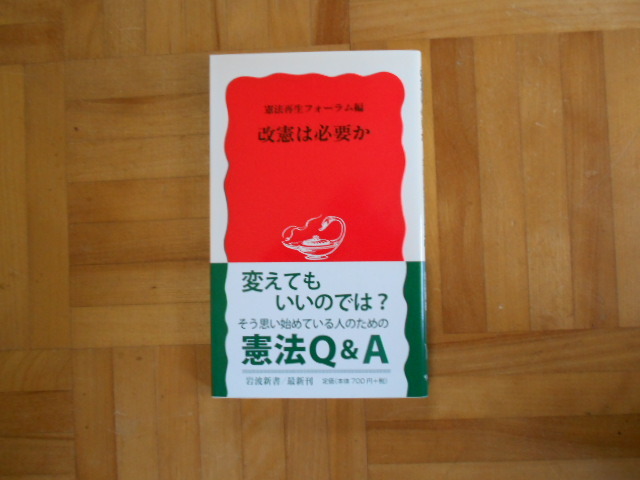 憲法再生フォーラム編
改憲は必要か
変えても
いいのでは?
そう思い始めている人のための
憲法Q&A
岩波新書/最新刊 定価(本体700円+税)